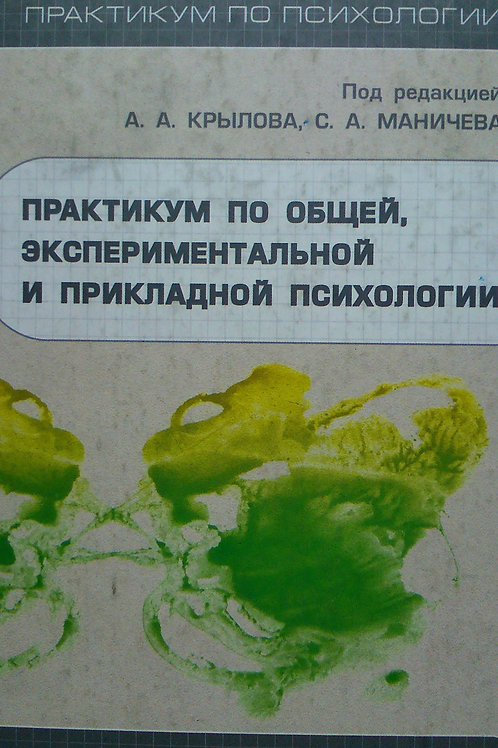 ПРАКТИКУМ ПО ПСИХОЛОГИИ
Под редакцией
А. А. КРЫЛОВА, С. А. МАНИЧЕВА
ПРАКТИКУМ ПО ОБЩЕЙ,
ЭКСПЕРИМЕНТАЛЬНОЙ
И ПРИКЛАДНОЙ ПСИХОЛОГИИ